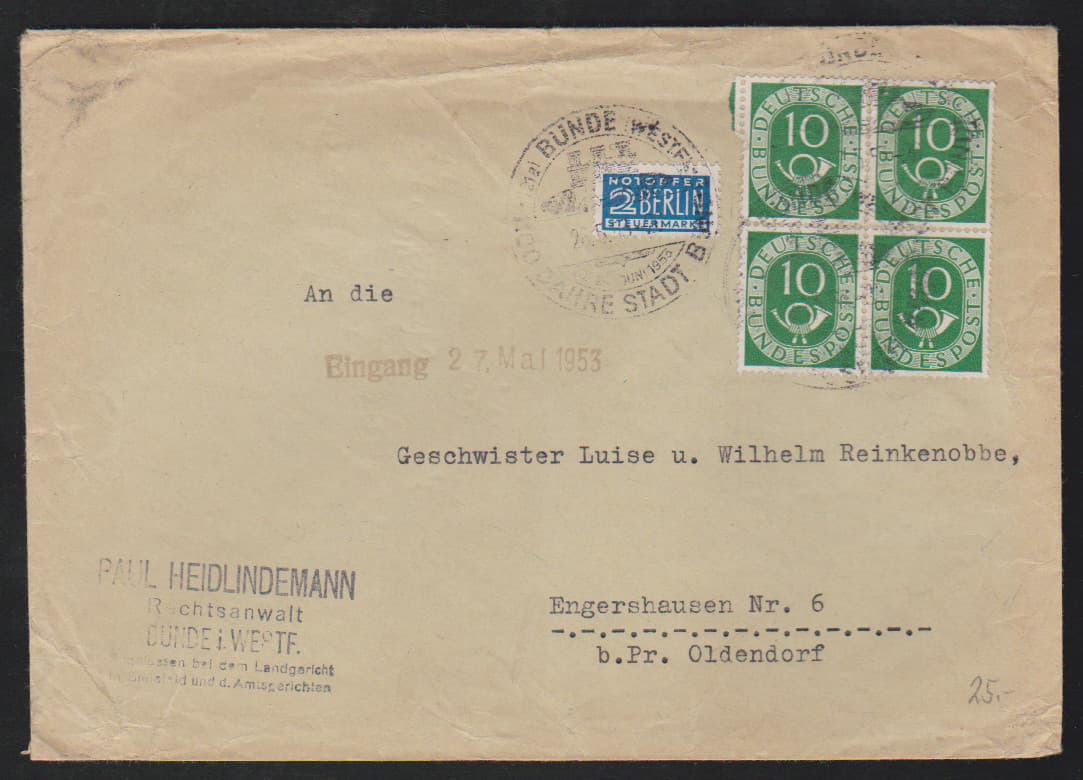 BÜNDE (WESTF
JAHRE STADT
JUNI 1953
NOTOPFER
2 BERLIN
STEUERMARKE
DEUTSCHE
10
BUNDESPOST
DEUTSCHE
10
BUNDESPOST
DEUTSCHE
10
BUNDESPOST
DEUTSCHE
10
BUNDESPOST
An die
Eingang 27. Mai 1953
Geschwister Luise u. Wilhelm Reinkenobbe,
Engershausen Nr. 6
-.-.-.-.-.-.-.-.-.-.-.-.-
b.Pr. Oldendorf
PAUL HEIDLINDEMANN
Rechtsanwalt
BÜNDE i. WESTF.
bei dem Landgericht
und d. Amtsgerichten
25.-